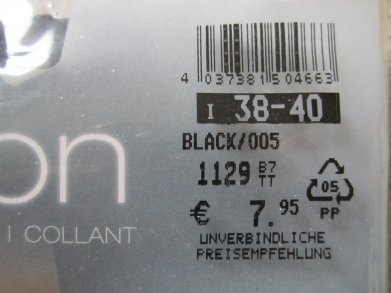 4 037381 504663
I 38-40
BLACK/005
1129 B7 TT
05
PP
€ 7.95
UNVERBINDLICHE
PREISEMPFEHLUNG
on
| COLLANT